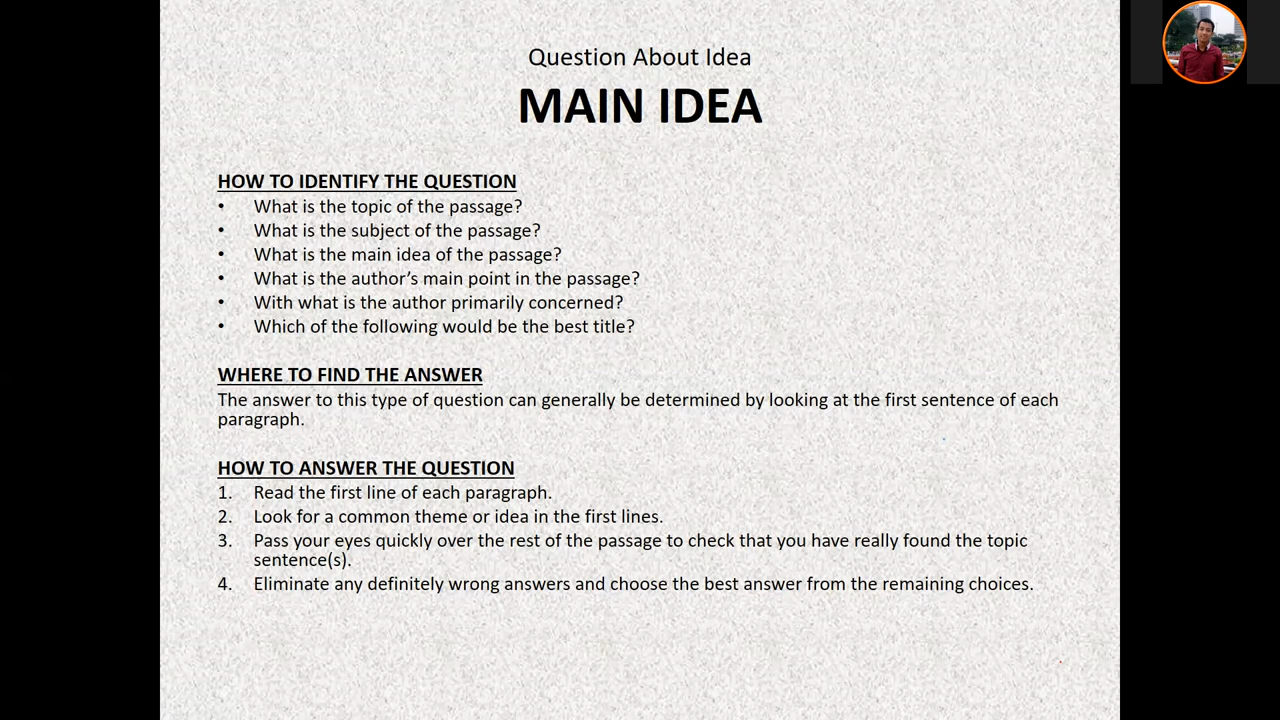 Question About Idea
MAIN IDEA
HOW TO IDENTIFY THE QUESTION
• What is the topic of the passage?
• What is the subject of the passage?
• What is the main idea of the passage?
• What is the author’s main point in the passage?
• With what is the author primarily concerned?
• Which of the following would be the best title?
WHERE TO FIND THE ANSWER
The answer to this type of question can generally be determined by looking at the first sentence of each
paragraph.
HOW TO ANSWER THE QUESTION
1. Read the first line of each paragraph.
2. Look for a common theme or idea in the first lines.
3. Pass your eyes quickly over the rest of the passage to check that you have really found the topic
sentence(s).
4. Eliminate any definitely wrong answers and choose the best answer from the remaining choices.